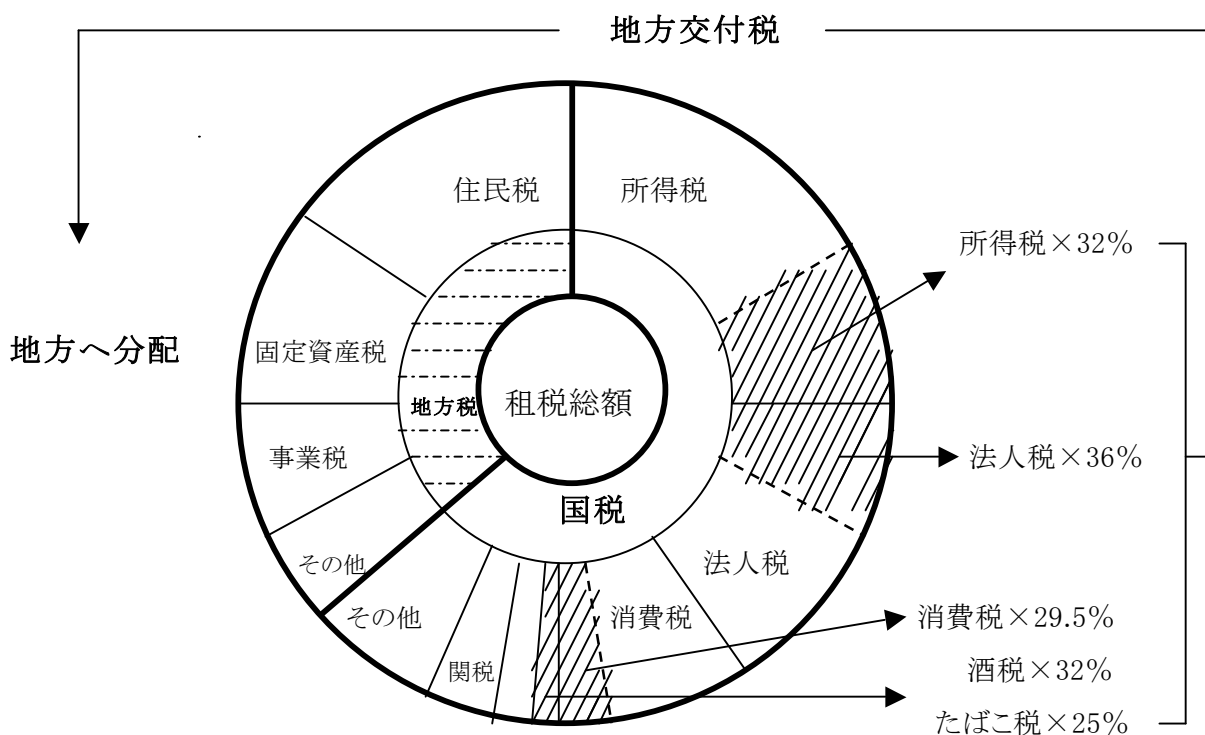 地方交付税
住民税
所得税
所得税×32%
地方へ分配
固定資産税
地方税
租税総額
事業税
法人税×36%
国税
その他
法人税
その他
消費税
消費税×29.5%
関税
酒税×32%
たばこ税×25%